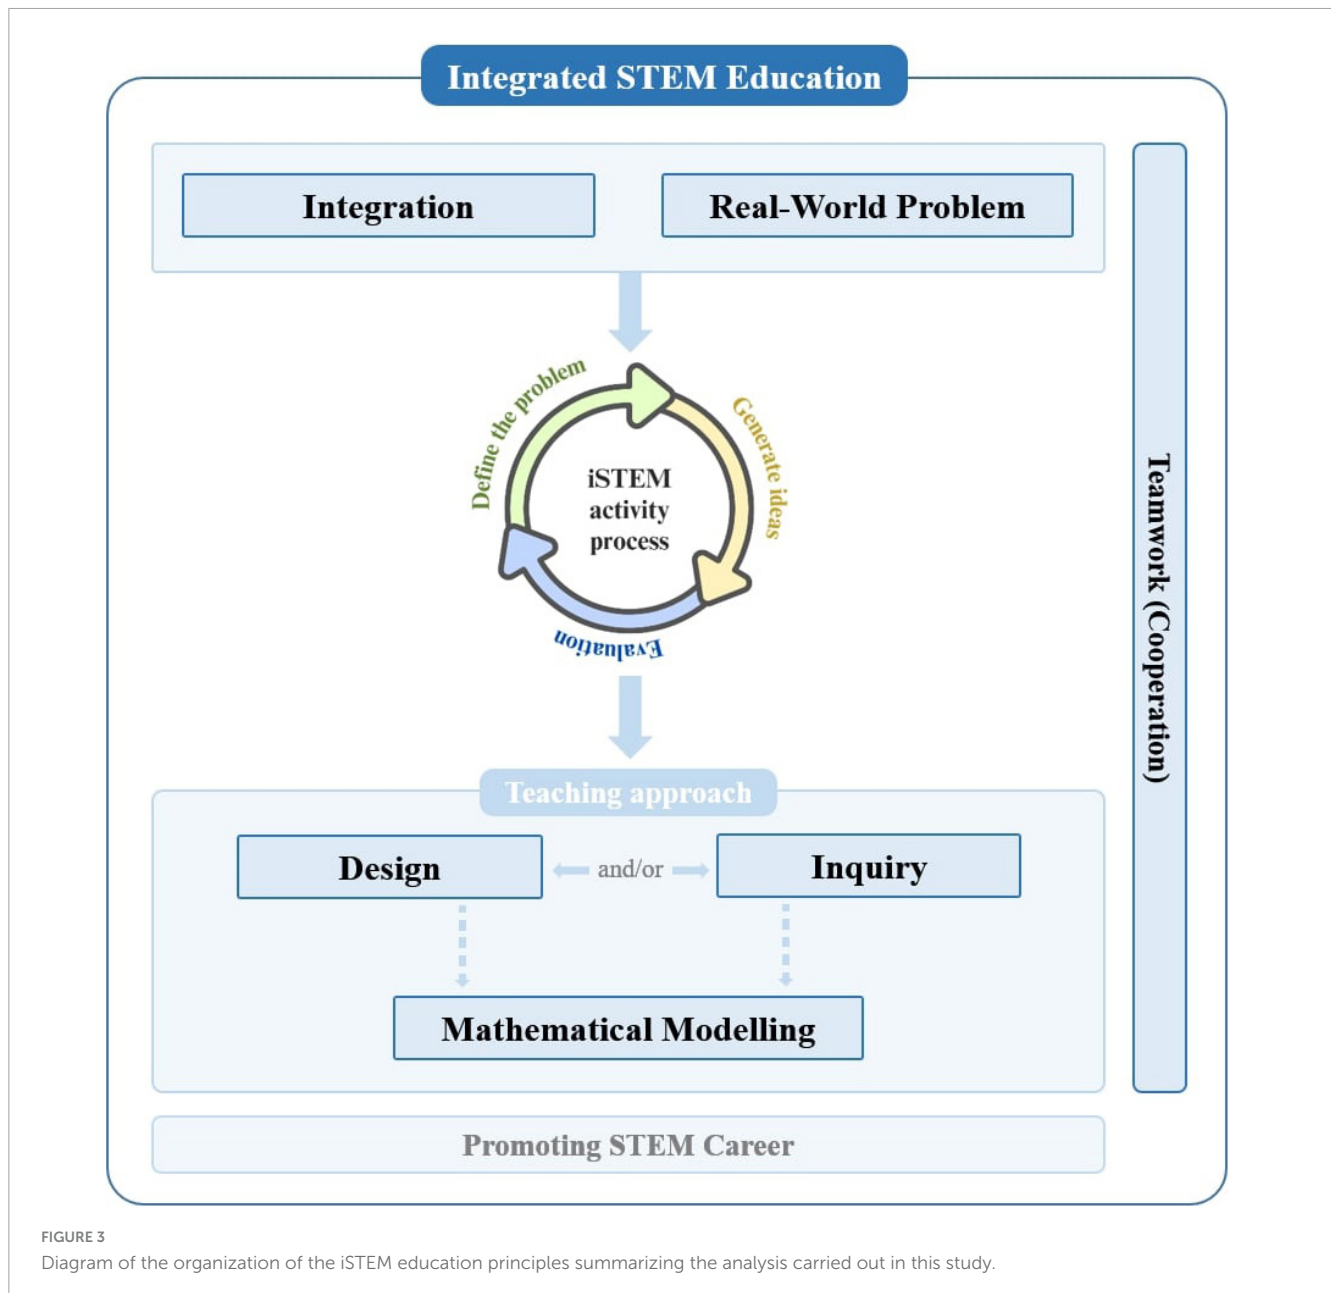 Integrated STEM Education
Integration
Real-World Problem
Define the problem
Generate ideas
iSTEM
activity
process
Evaluation
Teamwork (Cooperation)
Teaching approach
Design
and/or
Inquiry
Mathematical Modelling
Promoting STEM Career
FIGURE 3
Diagram of the organization of the iSTEM education principles summarizing the analysis carried out in this study.